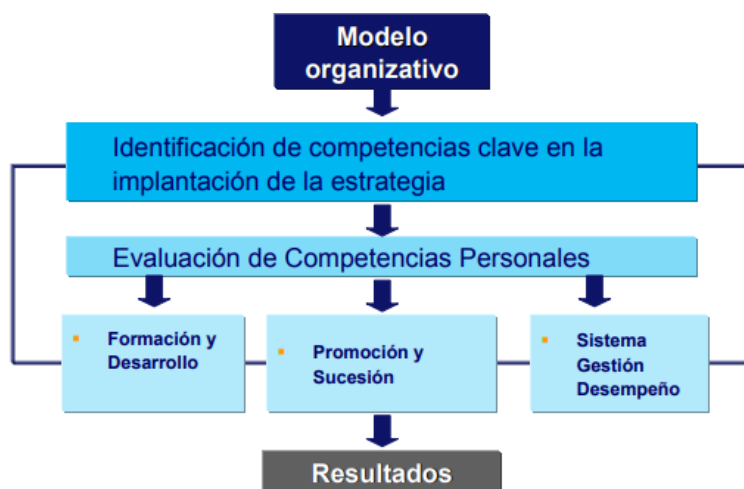 Modelo
organizativo
Identificación de competencias clave en la
implantación de la estrategia
Evaluación de Competencias Personales
Formación y
Desarrollo
Promoción y
Sucesión
Sistema
Gestión
Desempeño
Resultados